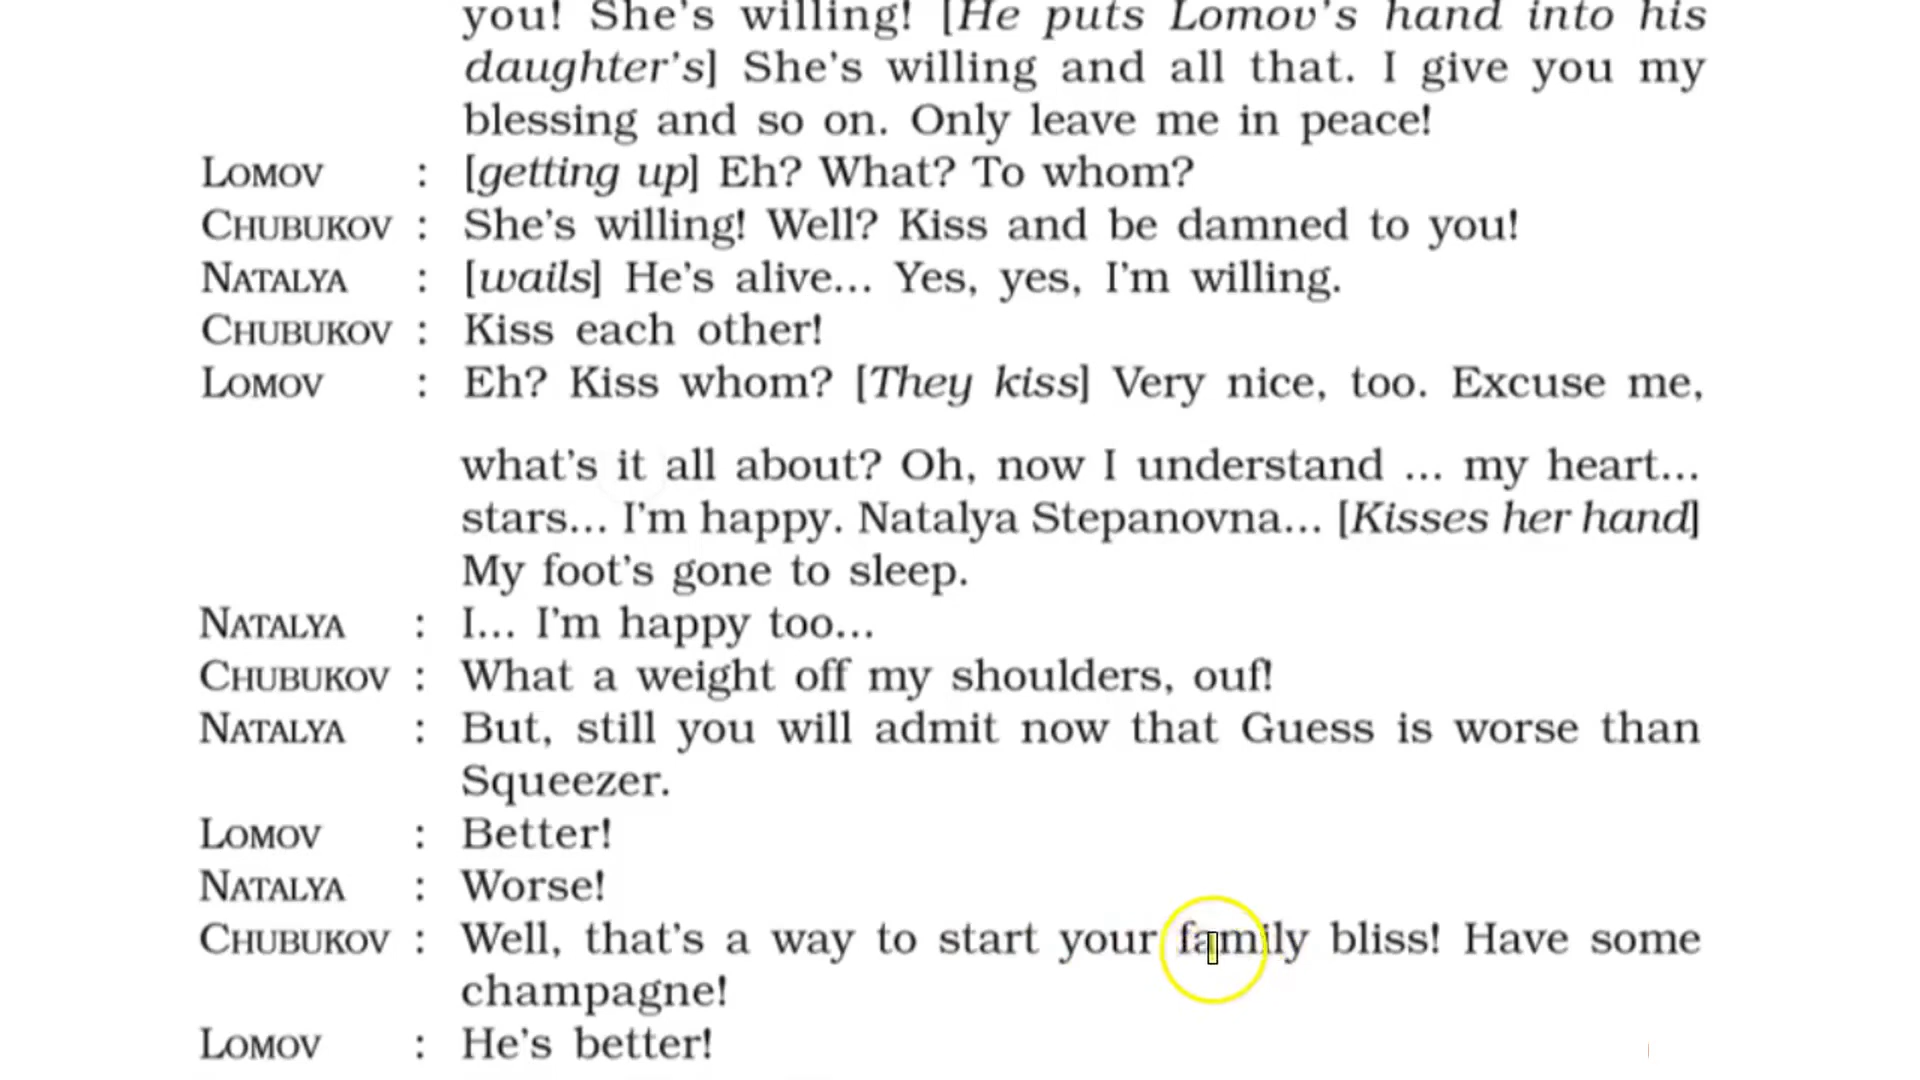 you! She's willing! [He puts Lomov's hand into his
daughter's] She's willing and all that. I give you my
blessing and so on. Only leave me in peace!
LOMOV : [getting up] Eh? What? To whom?
CHUBUKOV : She's willing! Well? Kiss and be damned to you!
NATALYA : [wails] He's alive... Yes, yes, I'm willing.
CHUBUKOV : Kiss each other!
LOMOV : Eh? Kiss whom? [They kiss] Very nice, too. Excuse me,
what's it all about? Oh, now I understand ... my heart...
stars... I'm happy. Natalya Stepanovna... [Kisses her hand]
My foot's gone to sleep.
NATALYA : I... I'm happy too...
CHUBUKOV : What a weight off my shoulders, ouf!
NATALYA : But, still you will admit now that Guess is worse than
Squeezer.
LOMOV : Better!
NATALYA : Worse!
CHUBUKOV : Well, that's a way to start your family bliss! Have some
champagne!
LOMOV : He's better!